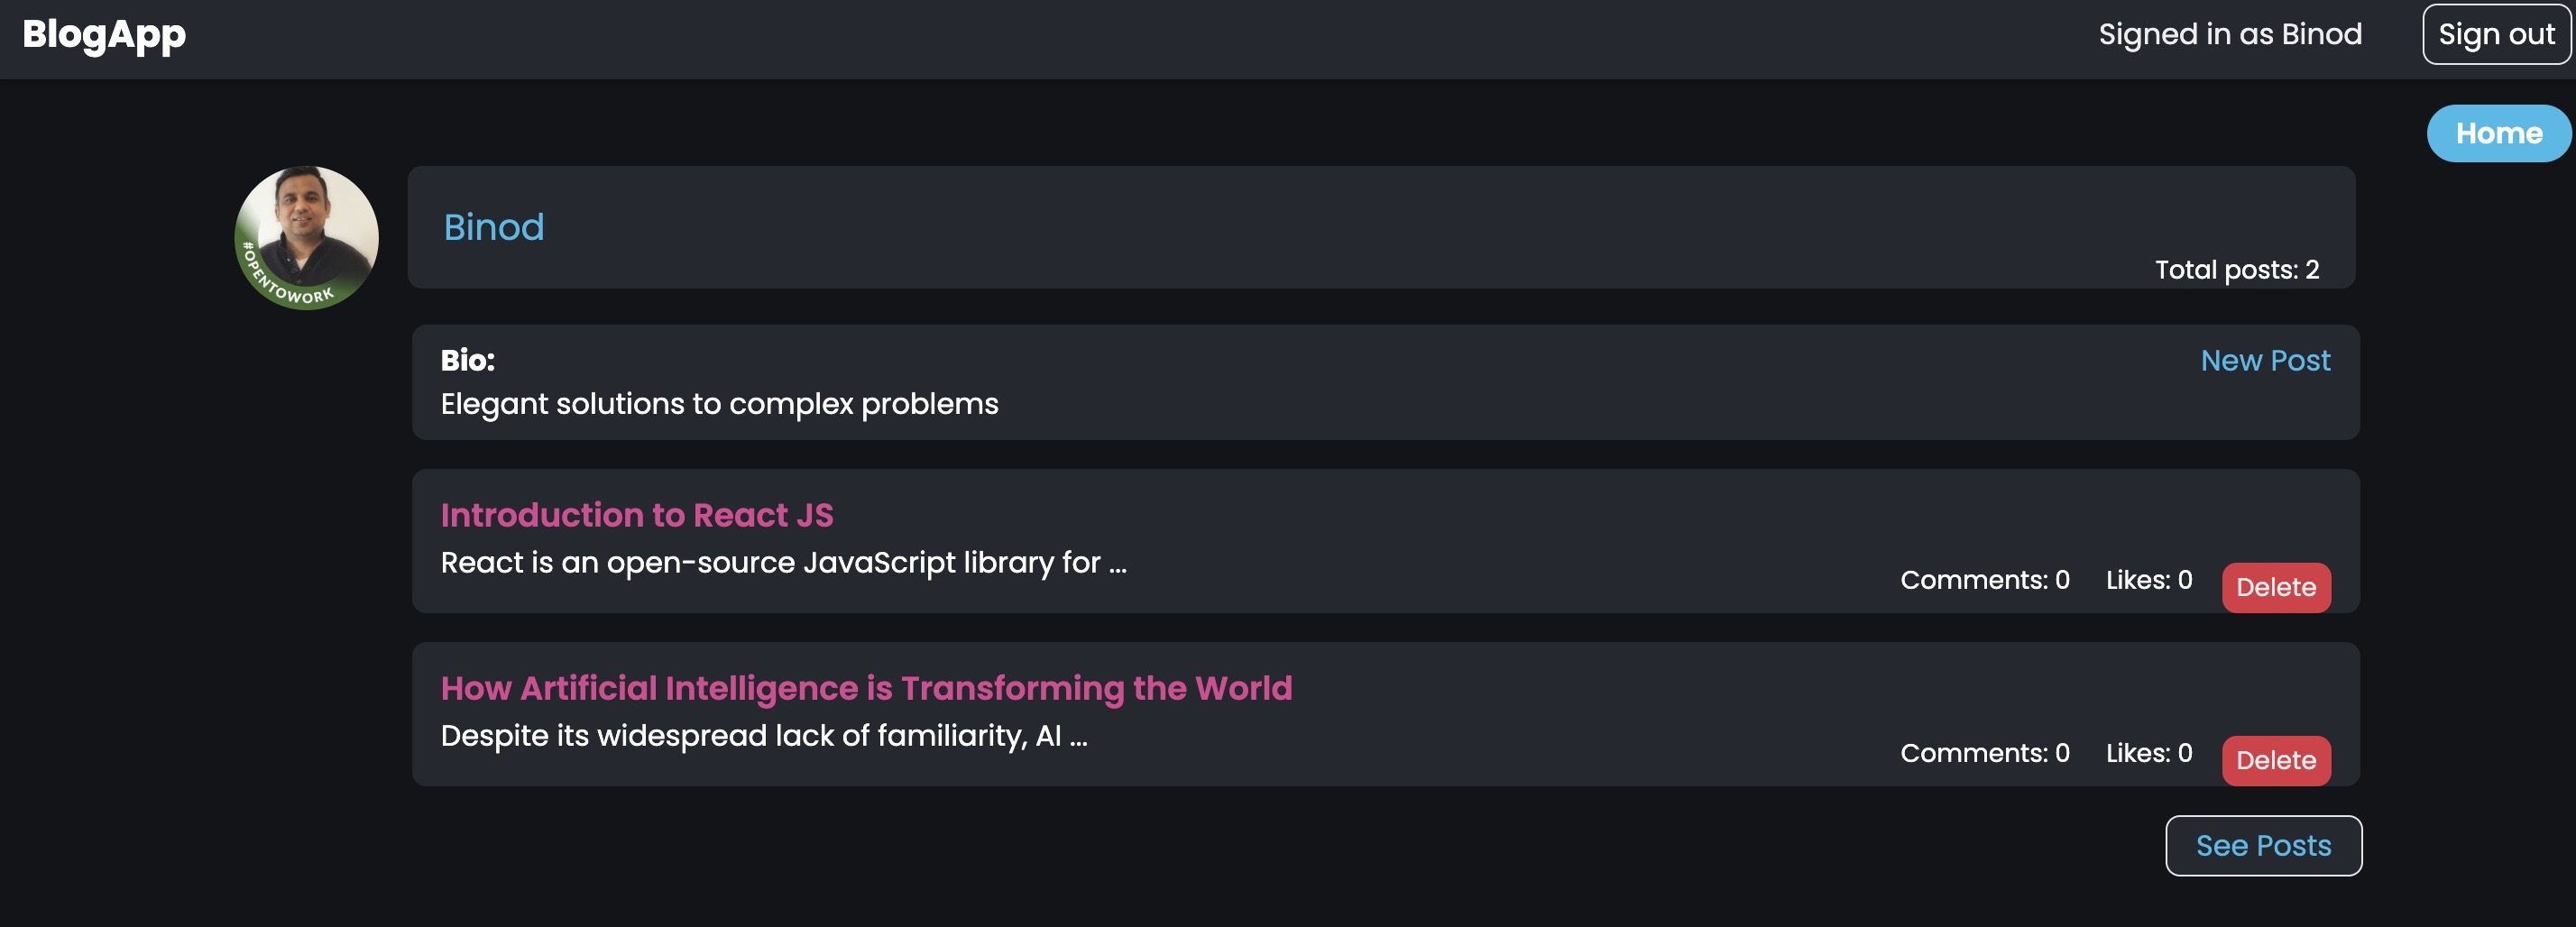 BlogApp
Signed in as Binod
Sign out
Home
#OPENTOWORK
Binod
Total posts: 2
Bio:
New Post
Elegant solutions to complex problems
Introduction to React JS
React is an open-source JavaScript library for ...
Comments: 0 Likes: 0 Delete
How Artificial Intelligence is Transforming the World
Despite its widespread lack of familiarity, AI ...
Comments: 0 Likes: 0 Delete
See Posts